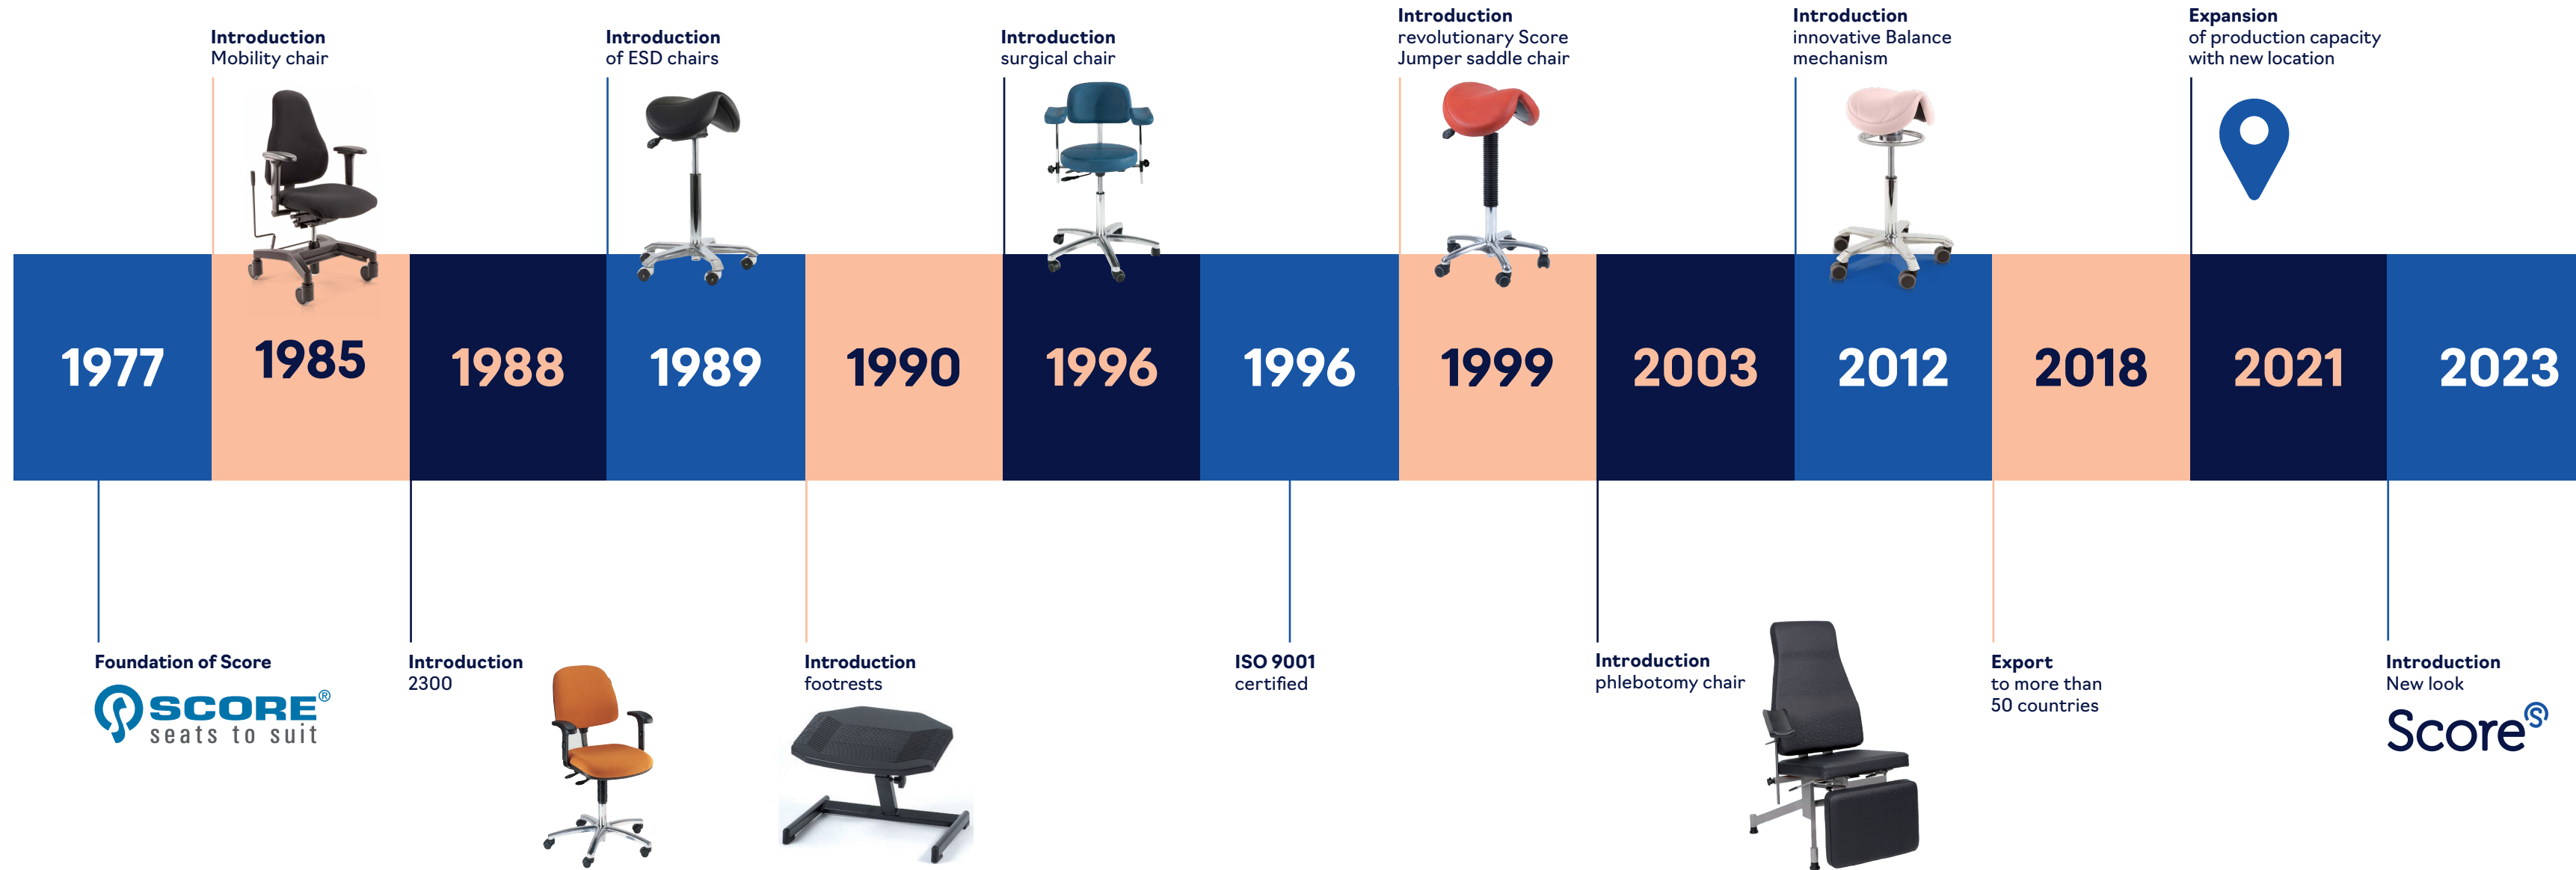 Introduction
Mobility chair
Introduction
of ESD chairs
Introduction
surgical chair
Introduction
revolutionary Score
Jumper saddle chair
Introduction
innovative Balance
mechanism
Expansion
of production capacity
with new location
1977
1985
1988
1989
1990
1996
1996
1999
2003
2012
2018
2021
2023
Foundation of Score
SCORE®
seats to suit
Introduction
2300
Introduction
footrests
ISO 9001
certified
Introduction
phlebotomy chair
Export
to more than
50 countries
Introduction
New look
Score S